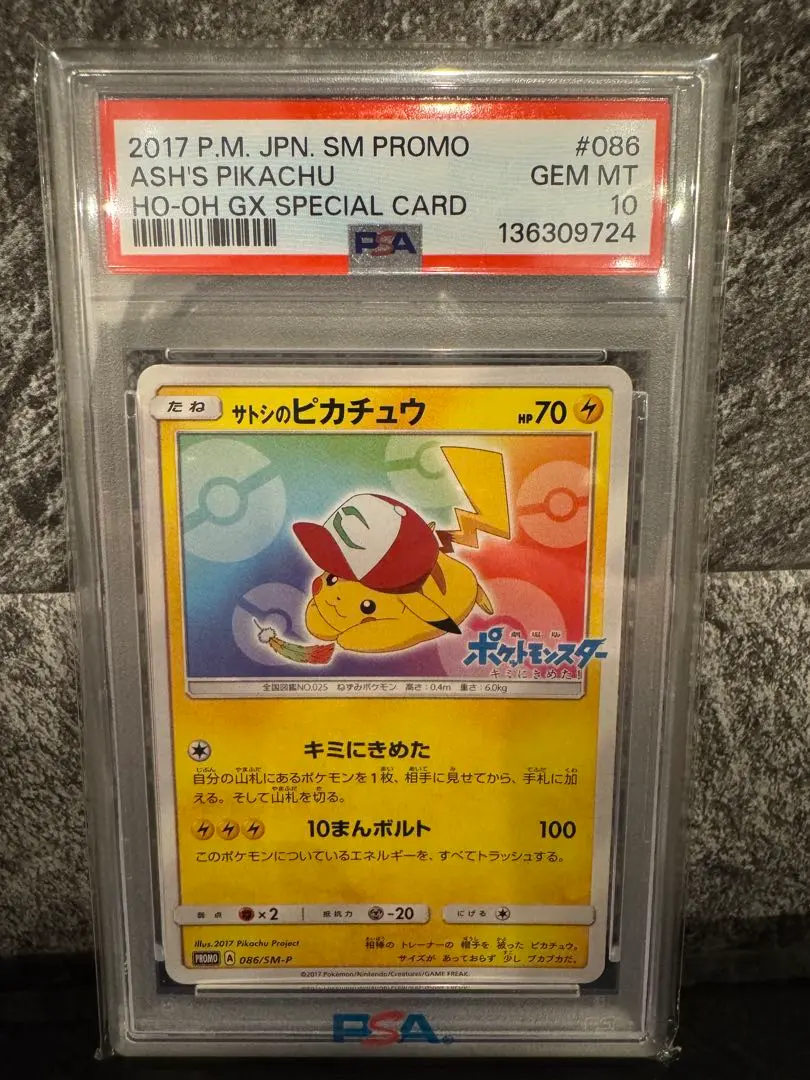 2017 P.M. JPN. SM PROMO #086
ASH'S PIKACHU GEM MT
HO-OH GX SPECIAL CARD 10
PSA 136309724
たね サトシのピカチュウ HP70
劇場版
ポケットモンスター
キミにきめた!
全国図鑑NO.025 ねずみポケモン 高さ:0.4m 重さ:6.0kg
キミにきめた
自分の山札にあるポケモンを1枚、相手に見せてから、手札に加
える。そして山札を切る。
10まんボルト 100
このポケモンについているエネルギーを、すべてトラッシュする。
弱点 ×2 抵抗力 -20 にげる
Illus.2017 Pikachu Project
相棒の トレーナーの 帽子を 被った ピカチュウ。
PROMO A 086/SM-P
サイズが あっておらず 少し ブカブカだ。
©2017 Pokémon/Nintendo/Creatures/GAME FREAK.
PSA